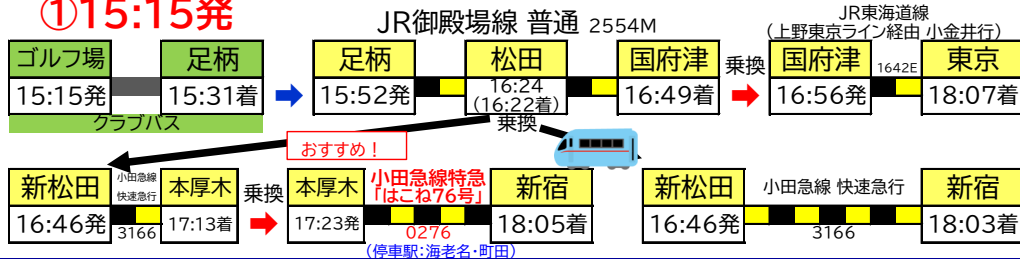 ①15:15発
JR御殿場線 普通 2554M
JR東海道線
(上野東京ライン経由 小金井行)
ゴルフ場 足柄 足柄 松田 国府津 乗換 国府津 1642E 東京
15:15発 15:31着 15:52発 16:24 16:49着 16:56発 18:07着
(16:22着)
クラブバス 乗換
おすすめ!
新松田 小田急線 本厚木 乗換 本厚木 小田急線特急 新宿 新松田 小田急線 快速急行 新宿
快速急行 「はこね76号」
16:46発 3166 17:13着 17:23発 0276 18:05着 16:46発 3166 18:03着
(停車駅:海老名・町田)